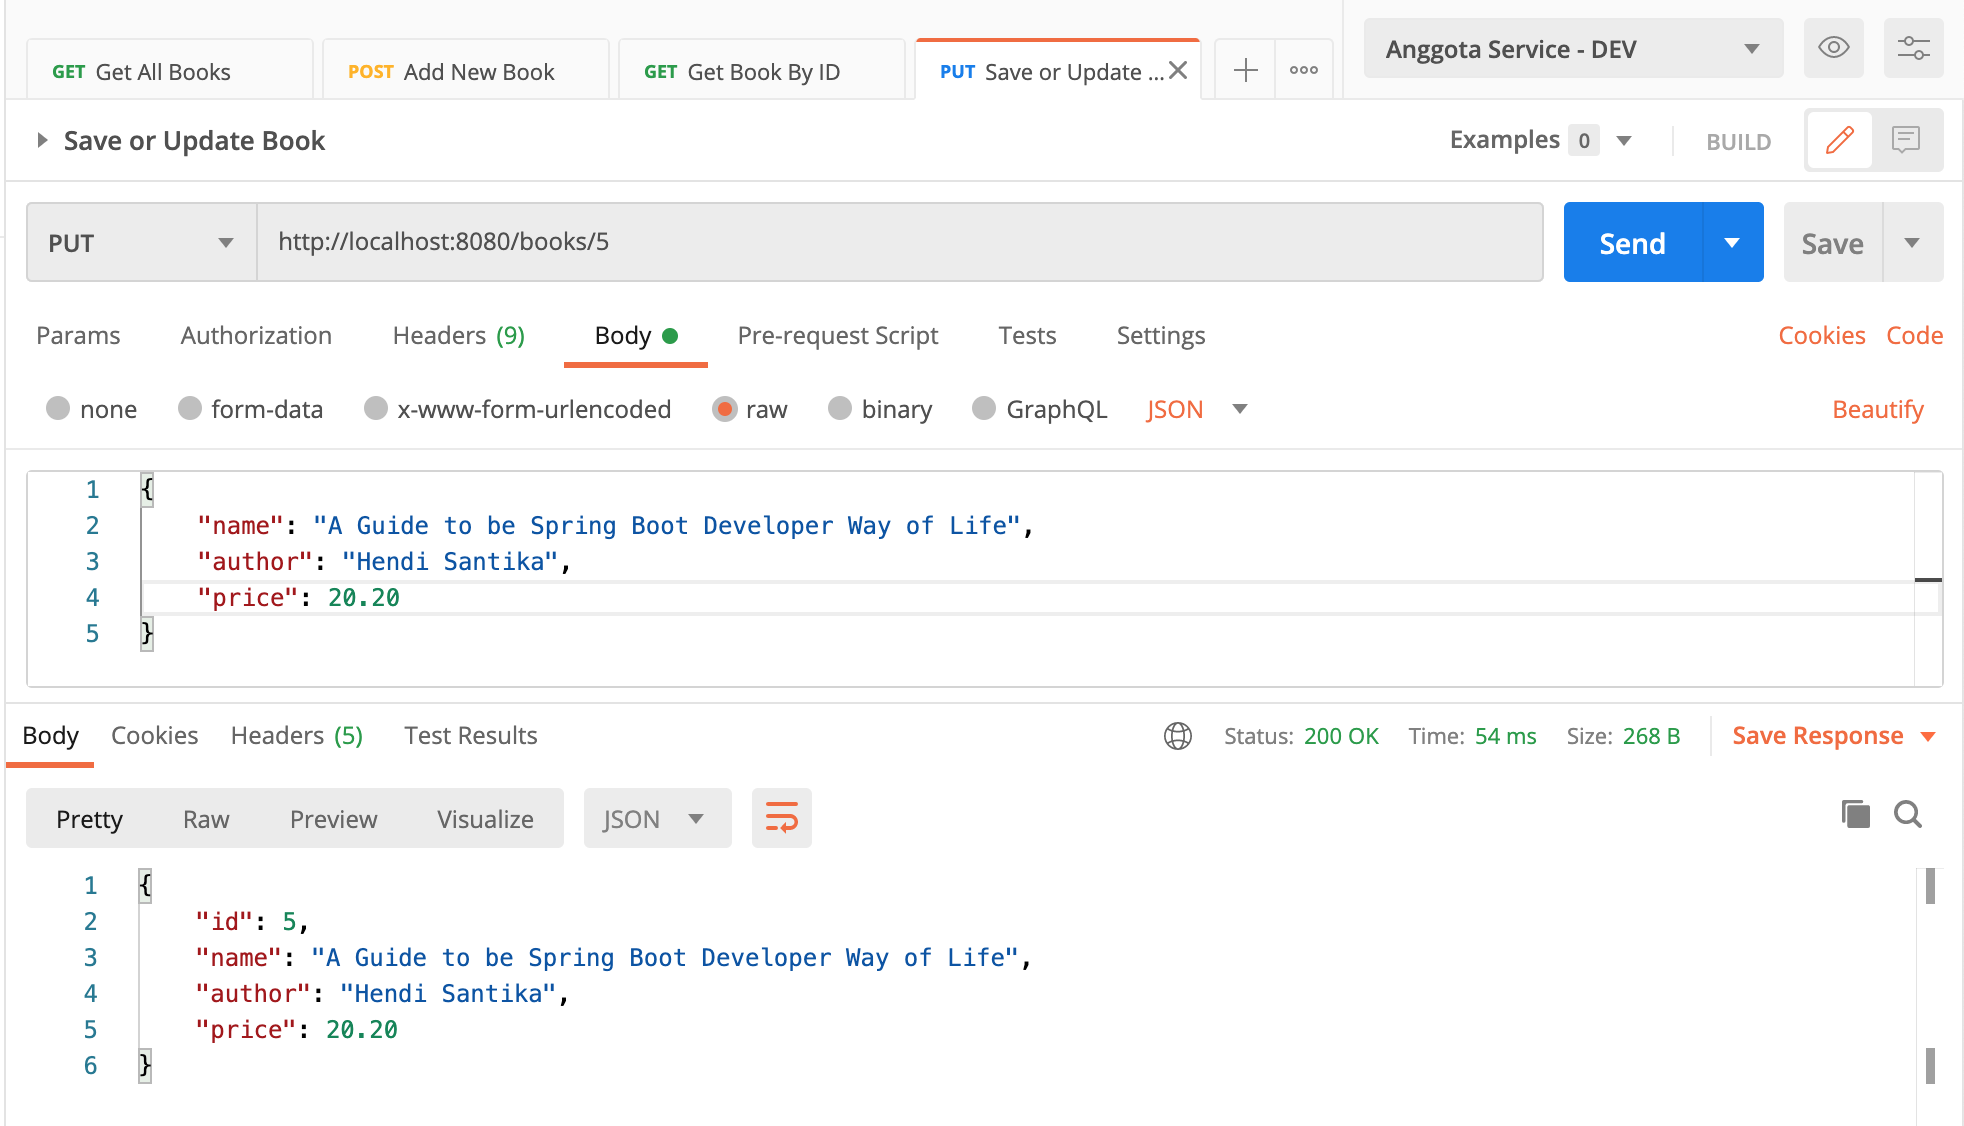 GET Get All Books POST Add New Book GET Get Book By ID PUT Save or Update ... Anggota Service - DEV
Save or Update Book Examples 0 BUILD
PUT http://localhost:8080/books/5 Send Save
Params Authorization Headers (9) Body Pre-request Script Tests Settings Cookies Code
none form-data x-www-form-urlencoded raw binary GraphQL JSON Beautify
1 {
2 "name": "A Guide to be Spring Boot Developer Way of Life",
3 "author": "Hendi Santika",
4 "price": 20.20
5 }
Body Cookies Headers (5) Test Results Status: 200 OK Time: 54 ms Size: 268 B Save Response
Pretty Raw Preview Visualize JSON
1 {
2 "id": 5,
3 "name": "A Guide to be Spring Boot Developer Way of Life",
4 "author": "Hendi Santika",
5 "price": 20.20
6 }